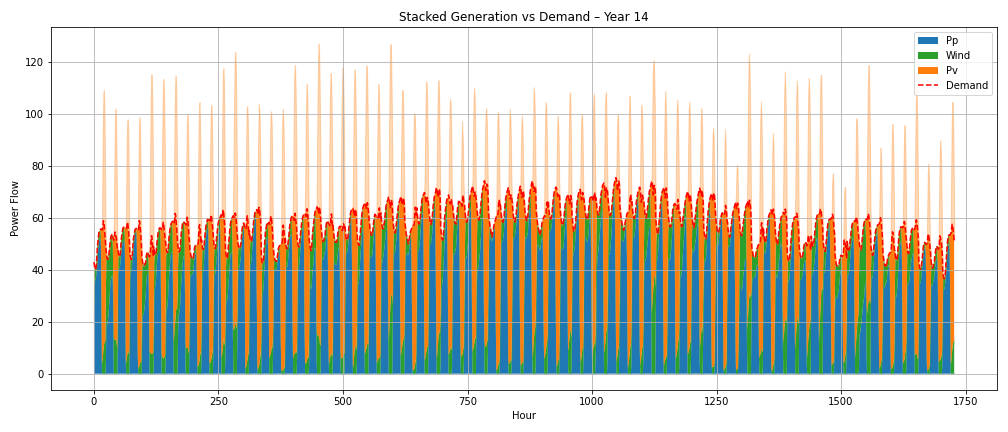 Stacked Generation vs Demand – Year 14
Pp
Wind
Pv
Demand
Power Flow
120
100
80
60
40
20
0
0
250
500
750
1000
1250
1500
1750
Hour